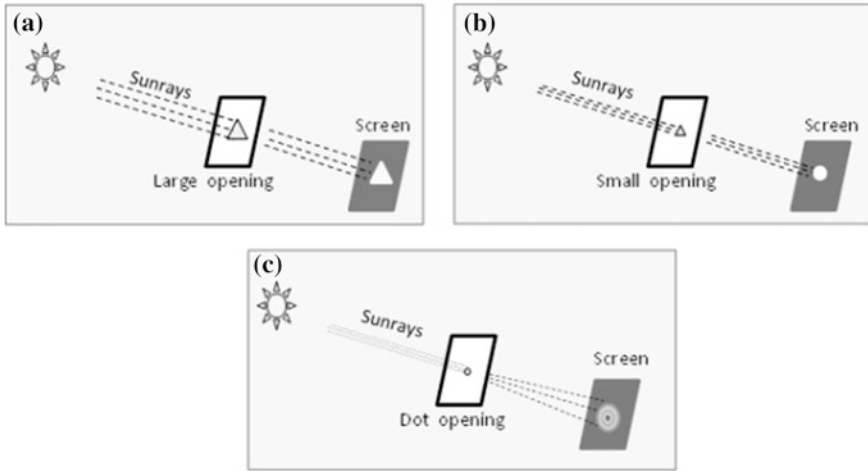 (a)
Sunrays
Screen
Large opening
(b)
Sunrays
Screen
Small opening
(c)
Sunrays
Screen
Dot opening